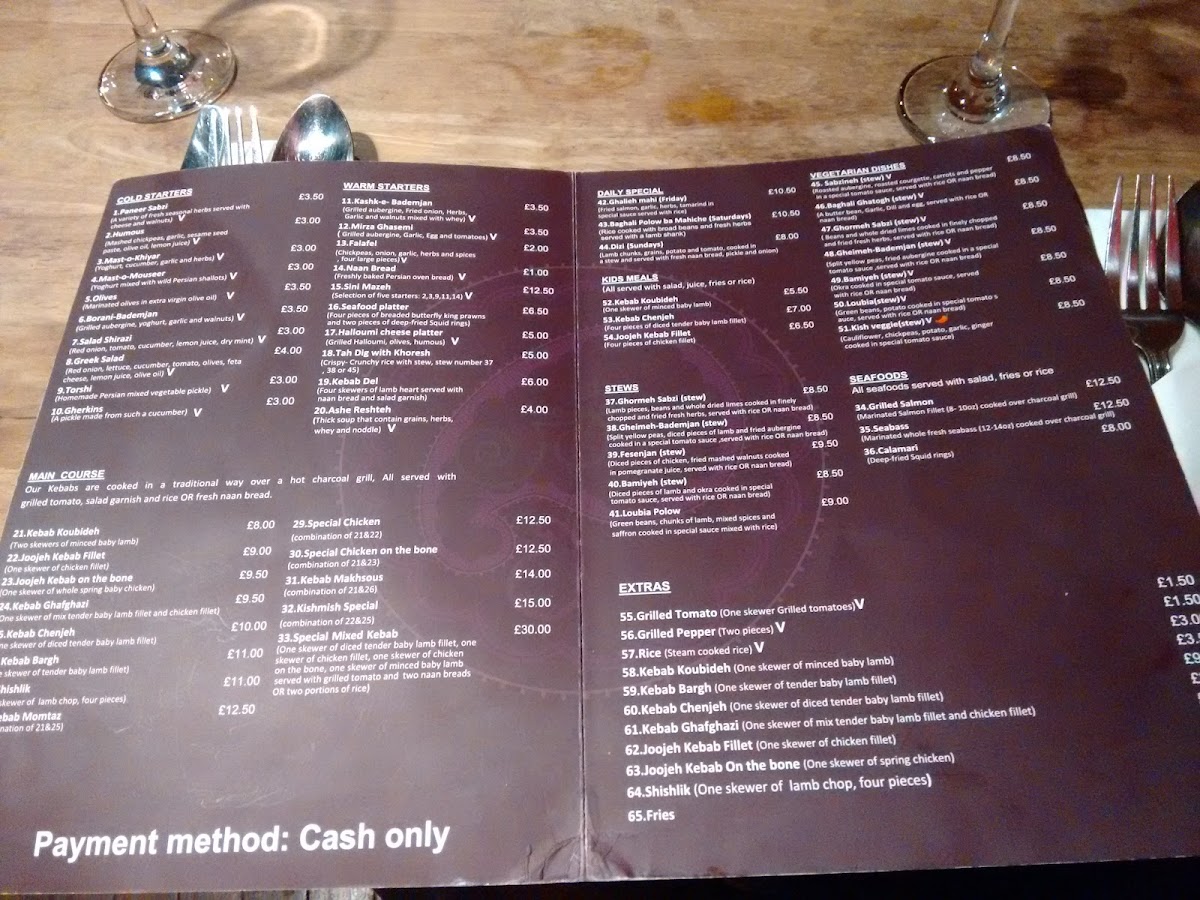 COLD STARTERS
1.Paneer Sabzi £3.50
(A variety of fresh seasonal herbs served with
cheese and walnuts) V
2.Humous £3.00
(Mashed chickpeas, garlic, sesame seed
paste, olive oil, lemon juice) V
3.Mast-o-Khiyar £3.00
(Yoghurt, cucumber, garlic and herbs) V
4.Mast-o-Mouseer £3.00
(Yoghurt mixed with wild Persian shallots) V
5.Olives £3.50
(Marinated olives in extra virgin olive oil) V
6.Borani-Bademjan £3.50
(Grilled aubergine, yoghurt, garlic and walnuts) V
7.Salad Shirazi £3.00
(Red onion, tomato, cucumber, lemon juice, dry mint) V
8.Greek Salad £4.00
(Red onion, lettuce, cucumber, tomato, olives, feta
cheese, lemon juice, olive oil) V
9.Torshi £3.00
(Homemade Persian mixed vegetable pickle) V
10.Gherkins £3.00
(A pickle made from such a cucumber) V
WARM STARTERS
11.Kashk-e- Bademjan £3.50
(Grilled aubergine, Fried onion, Herbs,
Garlic and walnuts mixed with whey) V
12.Mirza Ghasemi £3.50
( Grilled aubergine, Garlic, Egg and tomatoes) V
13.Falafel £2.00
(Chickpeas, onion, garlic, herbs and spices
, four large pieces) V
14.Naan Bread £1.00
(Freshly baked Persian oven bread) V
15.Sini Mazeh £12.50
(Selection of five starters: 2,3,9,11,14) V
16.Seafood platter £6.50
(Four pieces of breaded butterfly king prawns
and two pieces of deep-fried Squid rings)
17.Halloumi cheese platter £5.00
(Grilled Halloumi, olives, humous) V
18.Tah Dig with Khoresh £5.00
(Crispy- Crunchy rice with stew, stew number 37
, 38 or 45)
19.Kebab Del £6.00
(Four skewers of lamb heart served with
naan bread and salad garnish)
20.Ashe Reshteh £4.00
(Thick soup that contain grains, herbs,
whey and noddle) V
MAIN COURSE
Our Kebabs are cooked in a traditional way over a hot charcoal grill, All served with
grilled tomato, salad garnish and rice OR fresh naan bread.
21.Kebab Koubideh £8.00
(Two skewers of minced baby lamb)
22.Joojeh Kebab Fillet £9.00
(One skewer of chicken fillet)
23.Joojeh Kebab on the bone £9.50
(One skewer of whole spring baby chicken)
24.Kebab Ghafghazi £9.50
(One skewer of mix tender baby lamb fillet and chicken fillet)
Kebab Chenjeh £10.00
ne skewer of diced tender baby lamb fillet)
Kebab Bargh £11.00
skewer of tender baby lamb fillet)
Shishlik £11.00
skewer of lamb chop, four pieces)
ebab Momtaz £12.50
nation of 21&25)
29.Special Chicken £12.50
(combination of 21&22)
30.Special Chicken on the bone £12.50
(combination of 21&23)
31.Kebab Makhsous £14.00
(combination of 21&26)
32.Kishmish Special £15.00
(combination of 22&25)
33.Special Mixed Kebab £30.00
(One skewer of diced tender baby lamb fillet, one
skewer of chicken fillet, one skewer of chicken
on the bone, one skewer of minced baby lamb
served with grilled tomato and two naan breads
OR two portions of rice)
Payment method: Cash only
DAILY SPECIAL
42.Ghalieh mahi (Friday) £10.50
(Fried salmon, garlic, herbs, tamarind in
special sauce served with rice)
43.Baghali Polow ba Mahiche (Saturdays) £10.50
(Rice cooked with broad beans and fresh herbs
served with a lamb shank)
44.Dizi (Sundays) £8.00
(Lamb chunks, grains, potato and tomato, cooked in
a stew and served with fresh naan bread, pickle and onion)
KIDS MEALS
(All served with salad, juice, fries or rice)
52.Kebab Koubideh £5.50
(One skewer of minced baby lamb)
53.Kebab Chenjeh £7.00
(Four pieces of diced tender baby lamb fillet)
54.Joojeh Kebab Fillet £6.50
(Four pieces of chicken fillet)
STEWS
37.Ghormeh Sabzi (stew) £8.50
(Lamb pieces, beans and whole dried limes cooked in finely
chopped and fried fresh herbs, served with rice OR naan bread)
38.Gheimeh-Bademjan (stew) £8.50
(Split yellow peas, diced pieces of lamb and fried aubergine
cooked in a special tomato sauce ,served with rice OR naan bread)
39.Fesenjan (stew) £9.50
(Diced pieces of chicken, fried mashed walnuts cooked
in pomegranate juice, served with rice OR naan bread)
40.Bamiyeh (stew) £8.50
(Diced pieces of lamb and okra cooked in special
tomato sauce, served with rice OR naan bread)
41.Loubia Polow £9.00
(Green beans, chunks of lamb, mixed spices and
saffron cooked in special sauce mixed with rice)
VEGETARIAN DISHES
45. Sabzineh (stew) V £8.50
(Roasted aubergine, roasted courgette, carrots and pepper
in a special tomato sauce, served with rice OR naan bread)
46.Baghali Ghatogh (stew) V £8.50
(A butter bean, Garlic, Dill and egg, served with rice OR
naan bread)
47.Ghormeh Sabzi (stew) V £8.50
( Beans and whole dried limes cooked in finely chopped
and fried fresh herbs, served with rice OR naan bread)
48.Gheimeh-Bademjan (stew) V £8.50
(Split yellow peas, fried aubergine cooked in a special
tomato sauce ,served with rice OR naan bread)
49.Bamiyeh (stew) V £8.50
(Okra cooked in special tomato sauce, served
with rice OR naan bread)
50.Loubia(stew) V £8.50
(Green beans, potato cooked in special tomato s
auce, served with rice OR naan bread)
51.Kish veggie(stew) V £8.50
(Cauliflower, chickpeas, potato, garlic, ginger
cooked in special tomato sauce)
SEAFOODS
All seafoods served with salad, fries or rice
34.Grilled Salmon £12.50
(Marinated Salmon Fillet (8- 10oz) cooked over charcoal grill)
35.Seabass £12.50
(Marinated whole fresh seabass (12-14oz) cooked over charcoal grill)
36.Calamari £8.00
(Deep-fried Squid rings)
EXTRAS
55.Grilled Tomato (One skewer Grilled tomatoes) V £1.50
56.Grilled Pepper (Two pieces) V £1.50
57.Rice (Steam cooked rice) V £3.0
58.Kebab Koubideh (One skewer of minced baby lamb) £3.
59.Kebab Bargh (One skewer of tender baby lamb fillet) £9
60.Kebab Chenjeh (One skewer of diced tender baby lamb fillet) £
61.Kebab Ghafghazi (One skewer of mix tender baby lamb fillet and chicken fillet)
62.Joojeh Kebab Fillet (One skewer of chicken fillet)
63.Joojeh Kebab On the bone (One skewer of spring chicken)
64.Shishlik (One skewer of lamb chop, four pieces)
65.Fries